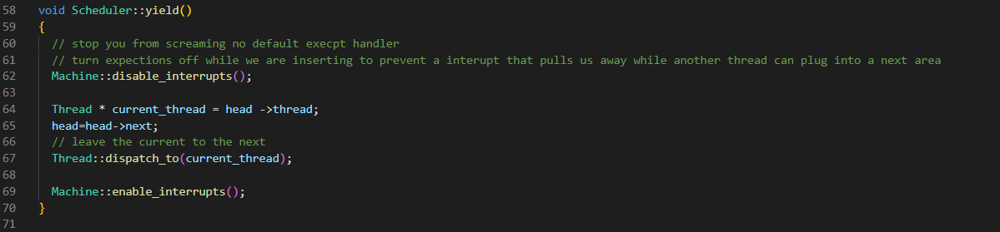 58 void Scheduler::yield()
59 {
60 // stop you from screaming no default execpt handler
61 // turn expections off while we are inserting to prevent a interupt that pulls us away while another thread can plug into a next area
62 Machine::disable_interrupts();
63
64 Thread * current_thread = head ->thread;
65 head=head->next;
66 // leave the current to the next
67 Thread::dispatch_to(current_thread);
68
69 Machine::enable_interrupts();
70 }
71